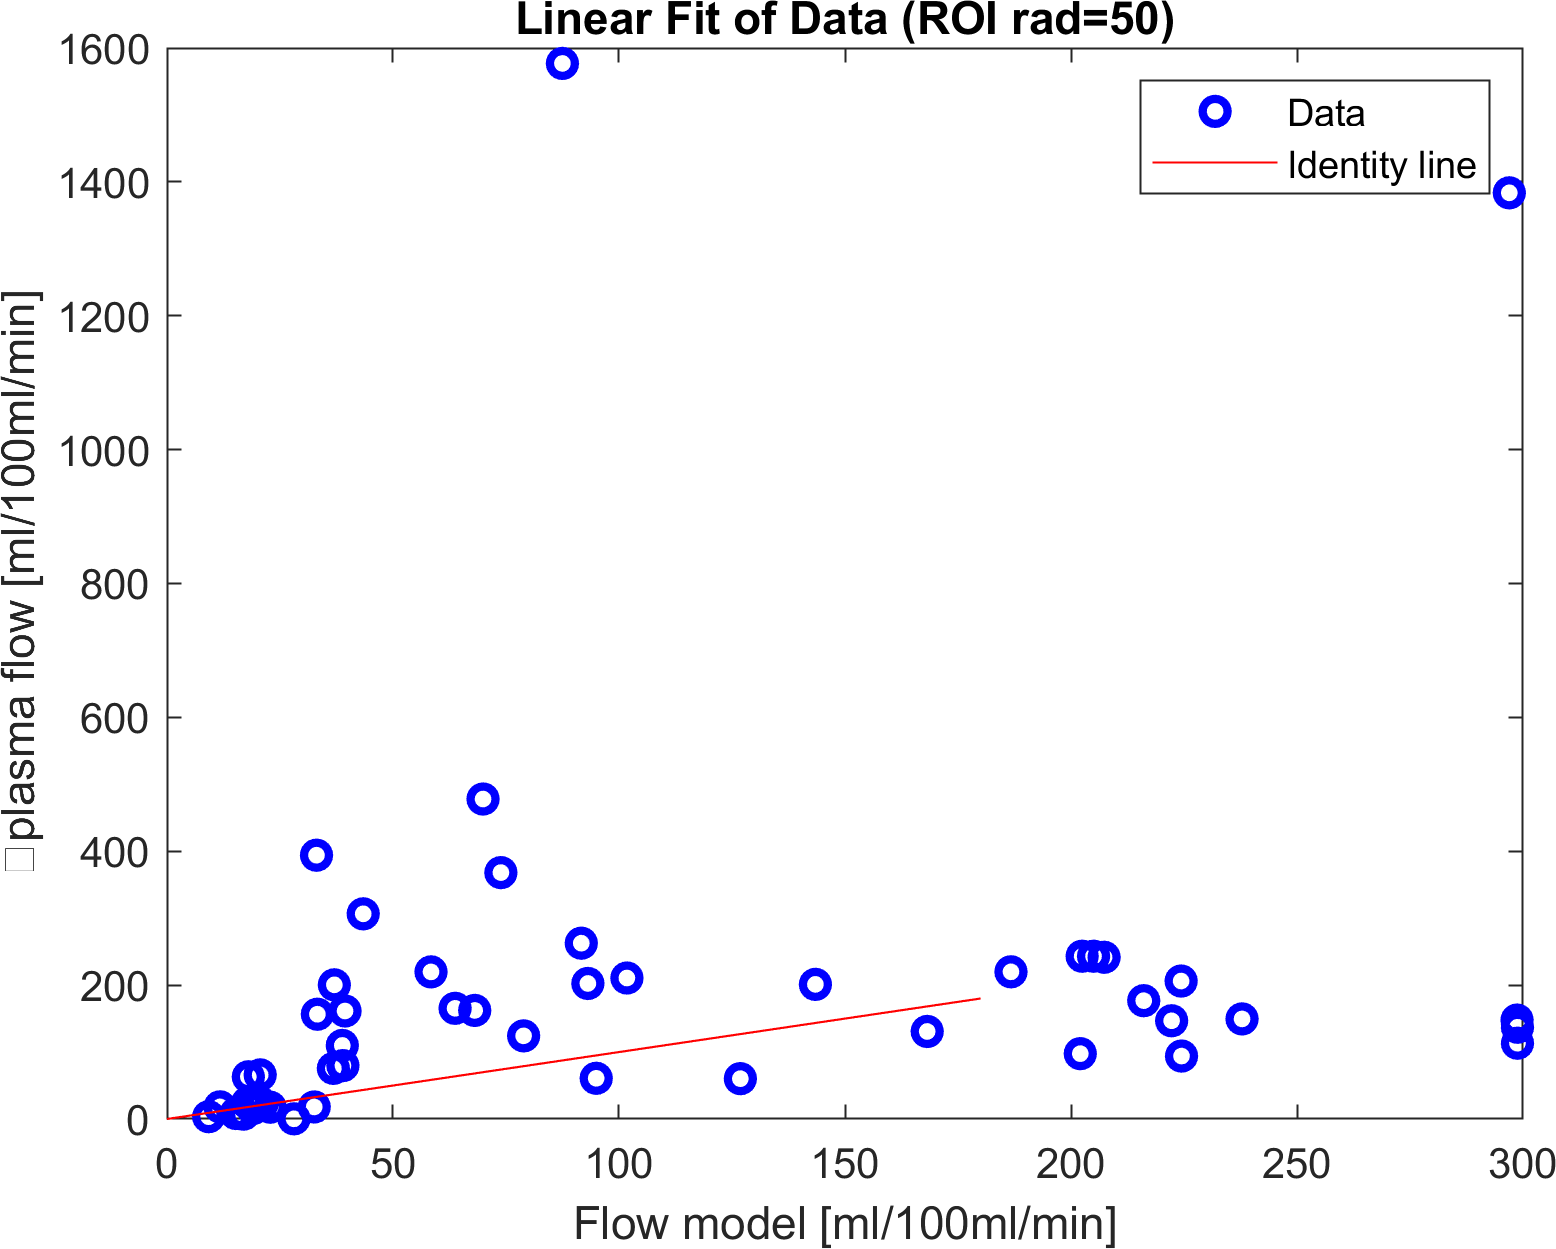 Linear Fit of Data (ROI rad=50)
1600
1400
1200
1000
800
600
400
200
0
plasma flow [ml/100ml/min]
Data
Identity line
0 50 100 150 200 250 300
Flow model [ml/100ml/min]